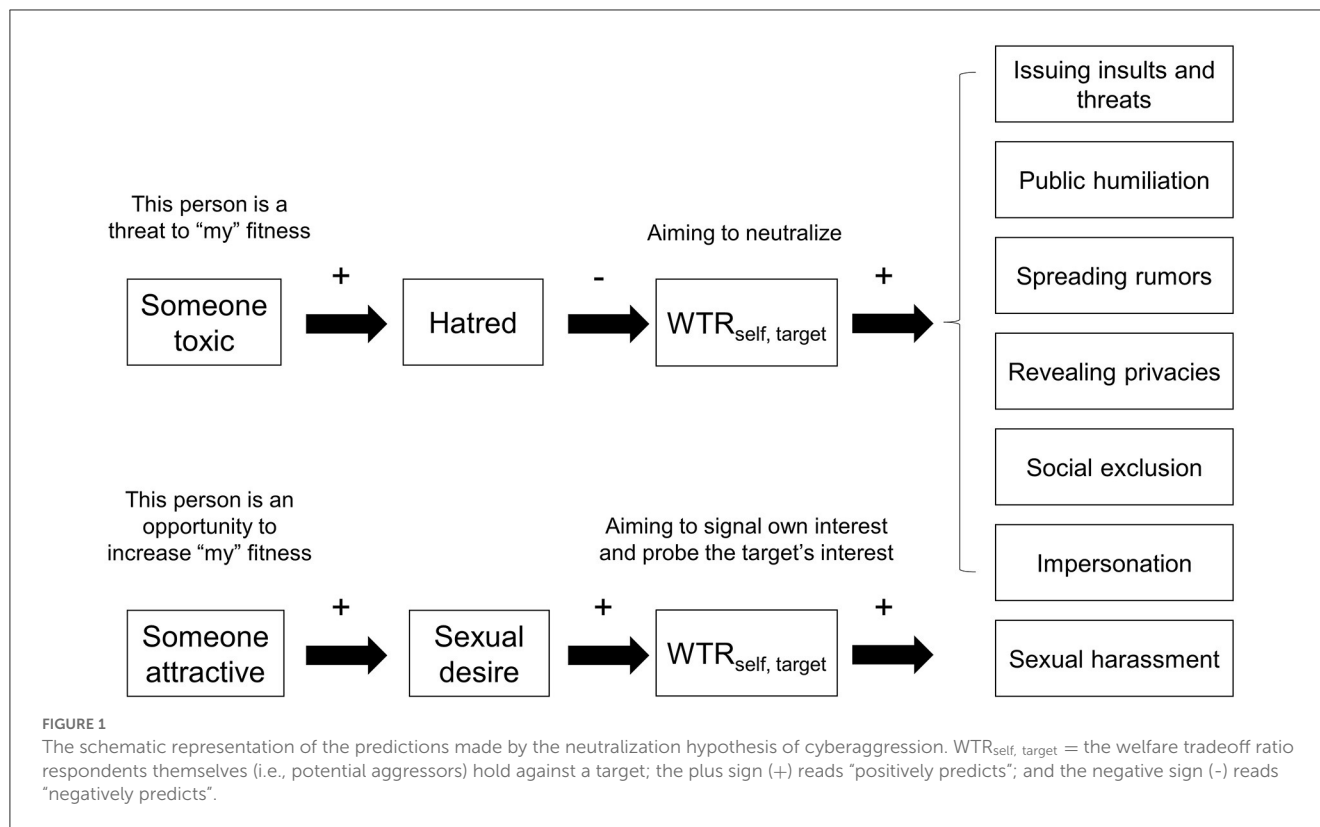 This person is a
threat to “my” fitness
+
Someone
toxic
Hatred
-
Aiming to neutralize
WTRself, target
+
Issuing insults and
threats
Public humiliation
Spreading rumors
Revealing privacies
Social exclusion
Impersonation
This person is an
opportunity to
increase “my” fitness
+
Someone
attractive
Sexual
desire
+
Aiming to signal own interest
and probe the target’s interest
WTRself, target
+
Sexual harassment
FIGURE 1
The schematic representation of the predictions made by the neutralization hypothesis of cyberaggression. WTRself, target = the welfare tradeoff ratio
respondents themselves (i.e., potential aggressors) hold against a target; the plus sign (+) reads “positively predicts”; and the negative sign (-) reads
“negatively predicts”.